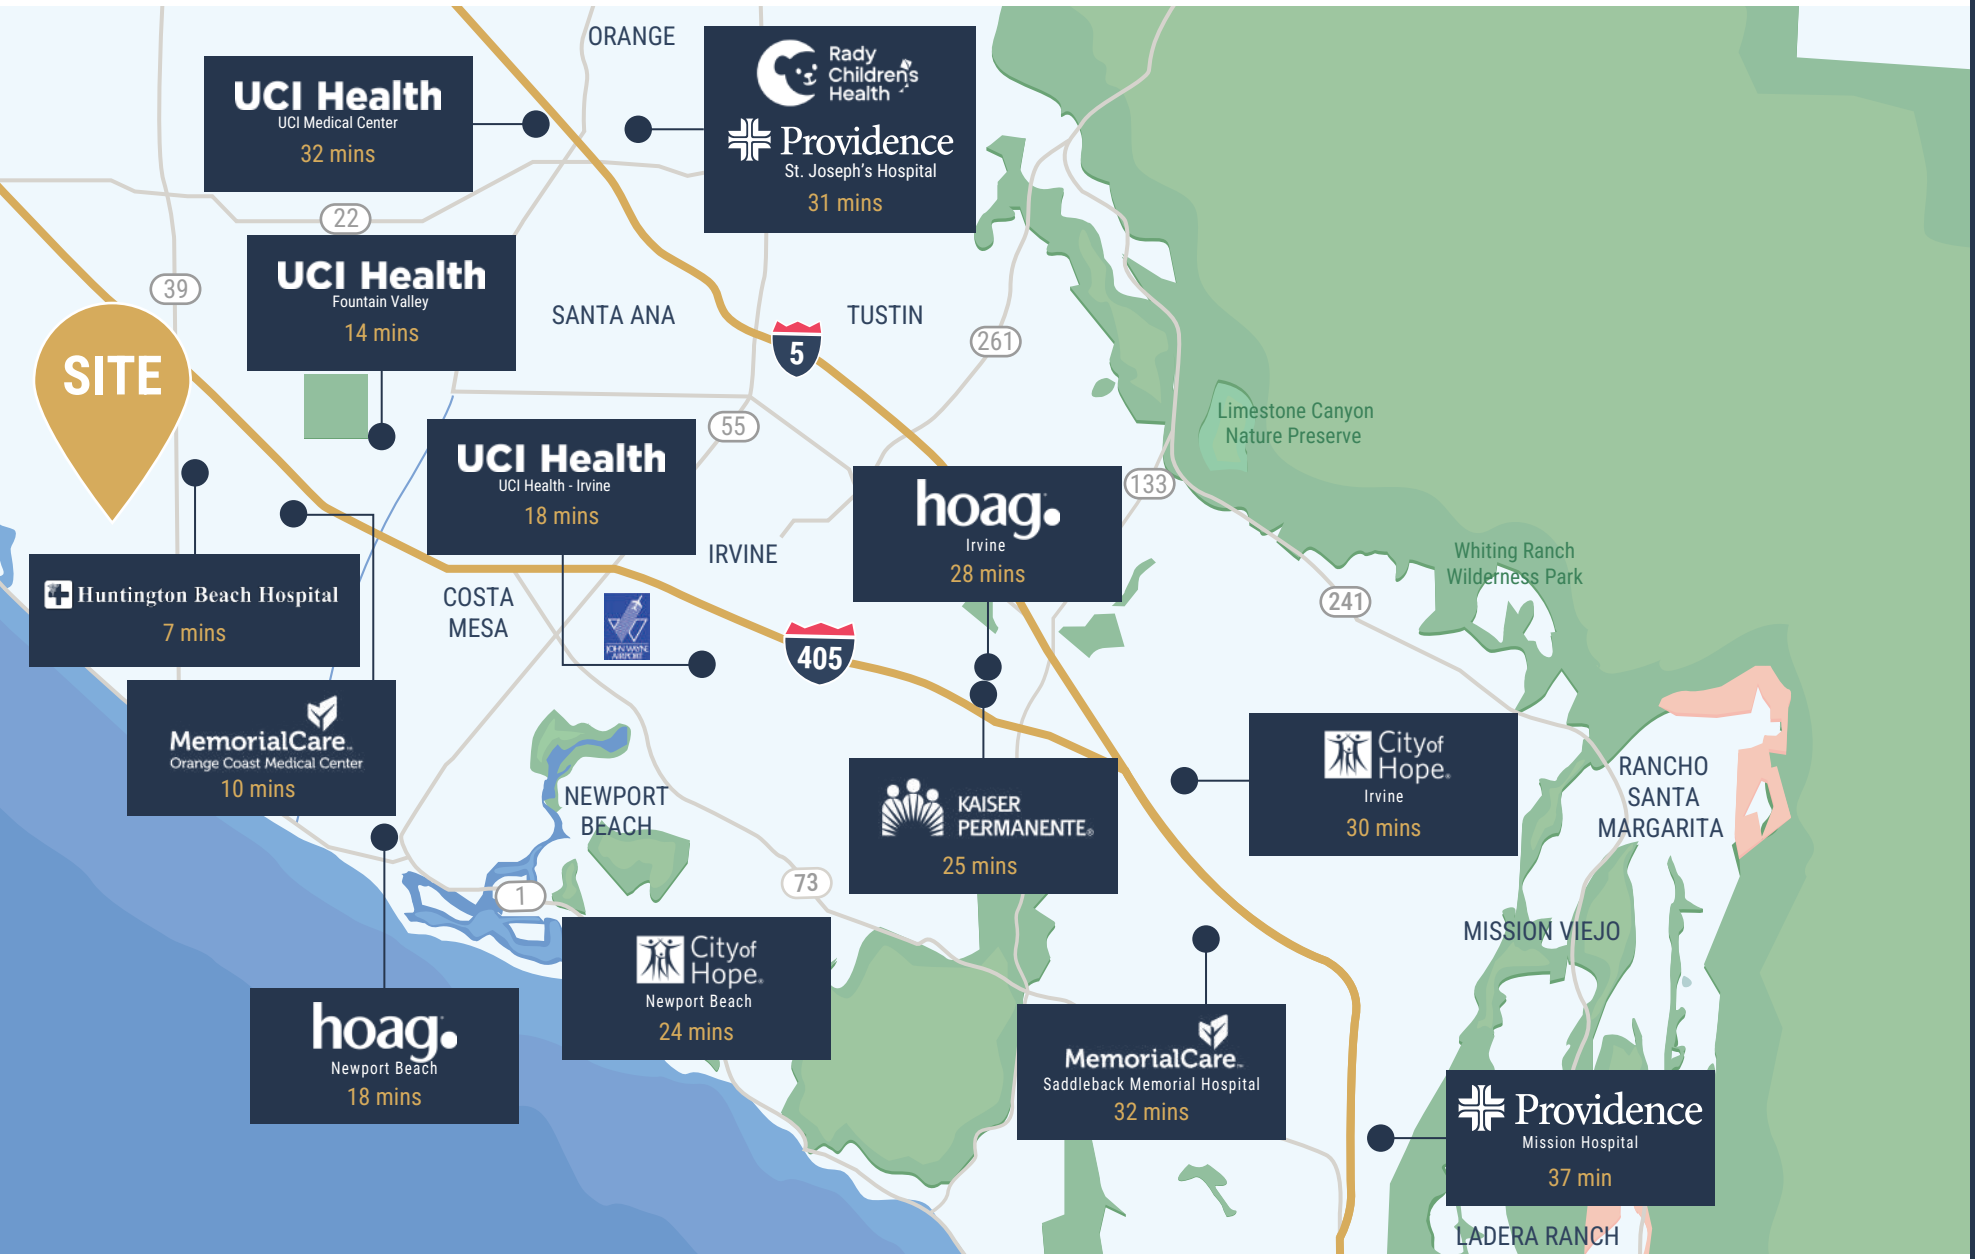 ORANGE
UCI Health
UCI Medical Center
32 mins
Rady
Children's
Health
Providence
St. Joseph's Hospital
31 mins
22
39
UCI Health
Fountain Valley
14 mins
SANTA ANA
TUSTIN
5
261
SITE
55
Limestone Canyon
Nature Preserve
UCI Health
UCI Health - Irvine
18 mins
133
hoag.
Irvine
28 mins
IRVINE
Whiting Ranch
Wilderness Park
241
Huntington Beach Hospital
7 mins
COSTA
MESA
JOHN WAYNE
AIRPORT
405
MemorialCare™
Orange Coast Medical Center
10 mins
City of
Hope®
Irvine
30 mins
RANCHO
SANTA
MARGARITA
NEWPORT
BEACH
KAISER
PERMANENTE®
25 mins
1
73
MISSION VIEJO
City of
Hope®
Newport Beach
24 mins
hoag.
Newport Beach
18 mins
MemorialCare™
Saddleback Memorial Hospital
32 mins
Providence
Mission Hospital
37 min
LADERA RANCH